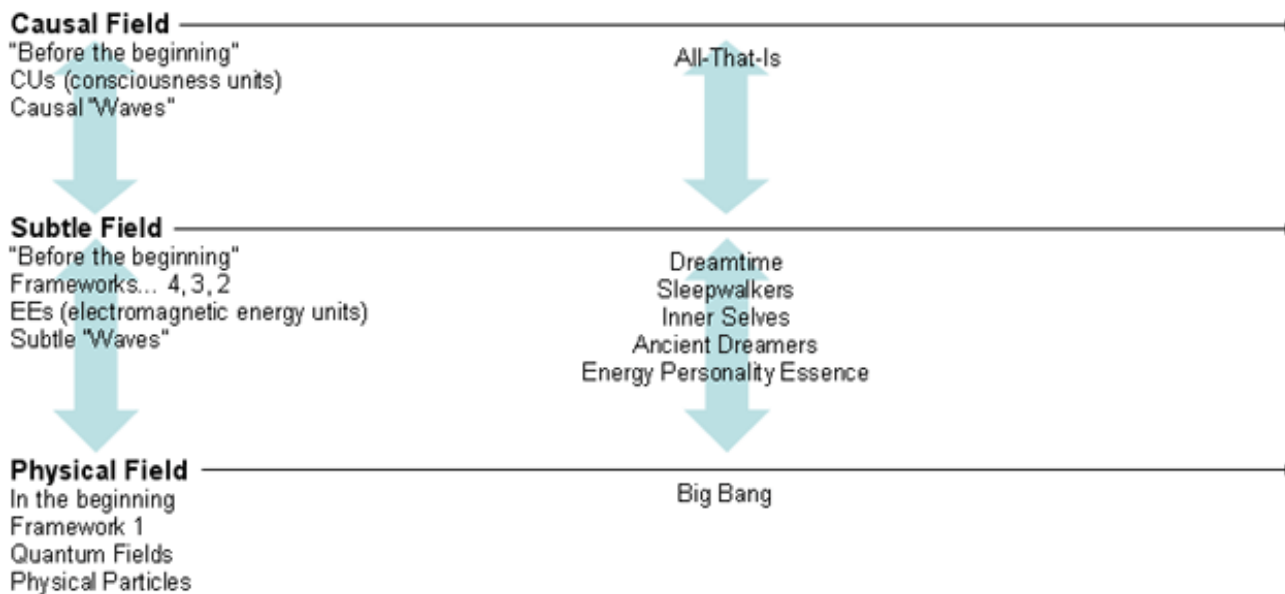 Causal Field
"Before the beginning"
CUs (consciousness units)
Causal "Waves"
All-That-Is
Subtle Field
"Before the beginning"
Frameworks... 4, 3, 2
EEs (electromagnetic energy units)
Subtle "Waves"
Dreamtime
Sleepwalkers
Inner Selves
Ancient Dreamers
Energy Personality Essence
Physical Field
In the beginning
Framework 1
Quantum Fields
Physical Particles
Big Bang